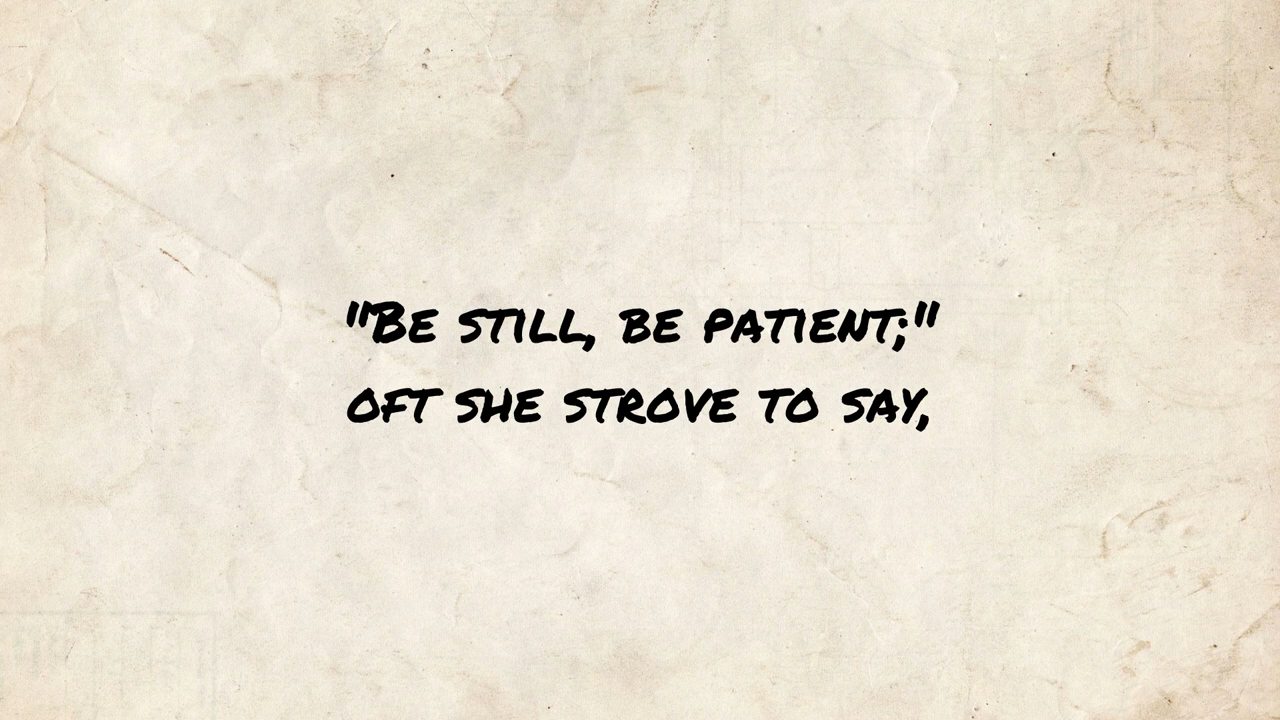 "Be still, be patient;"
oft she strove to say,